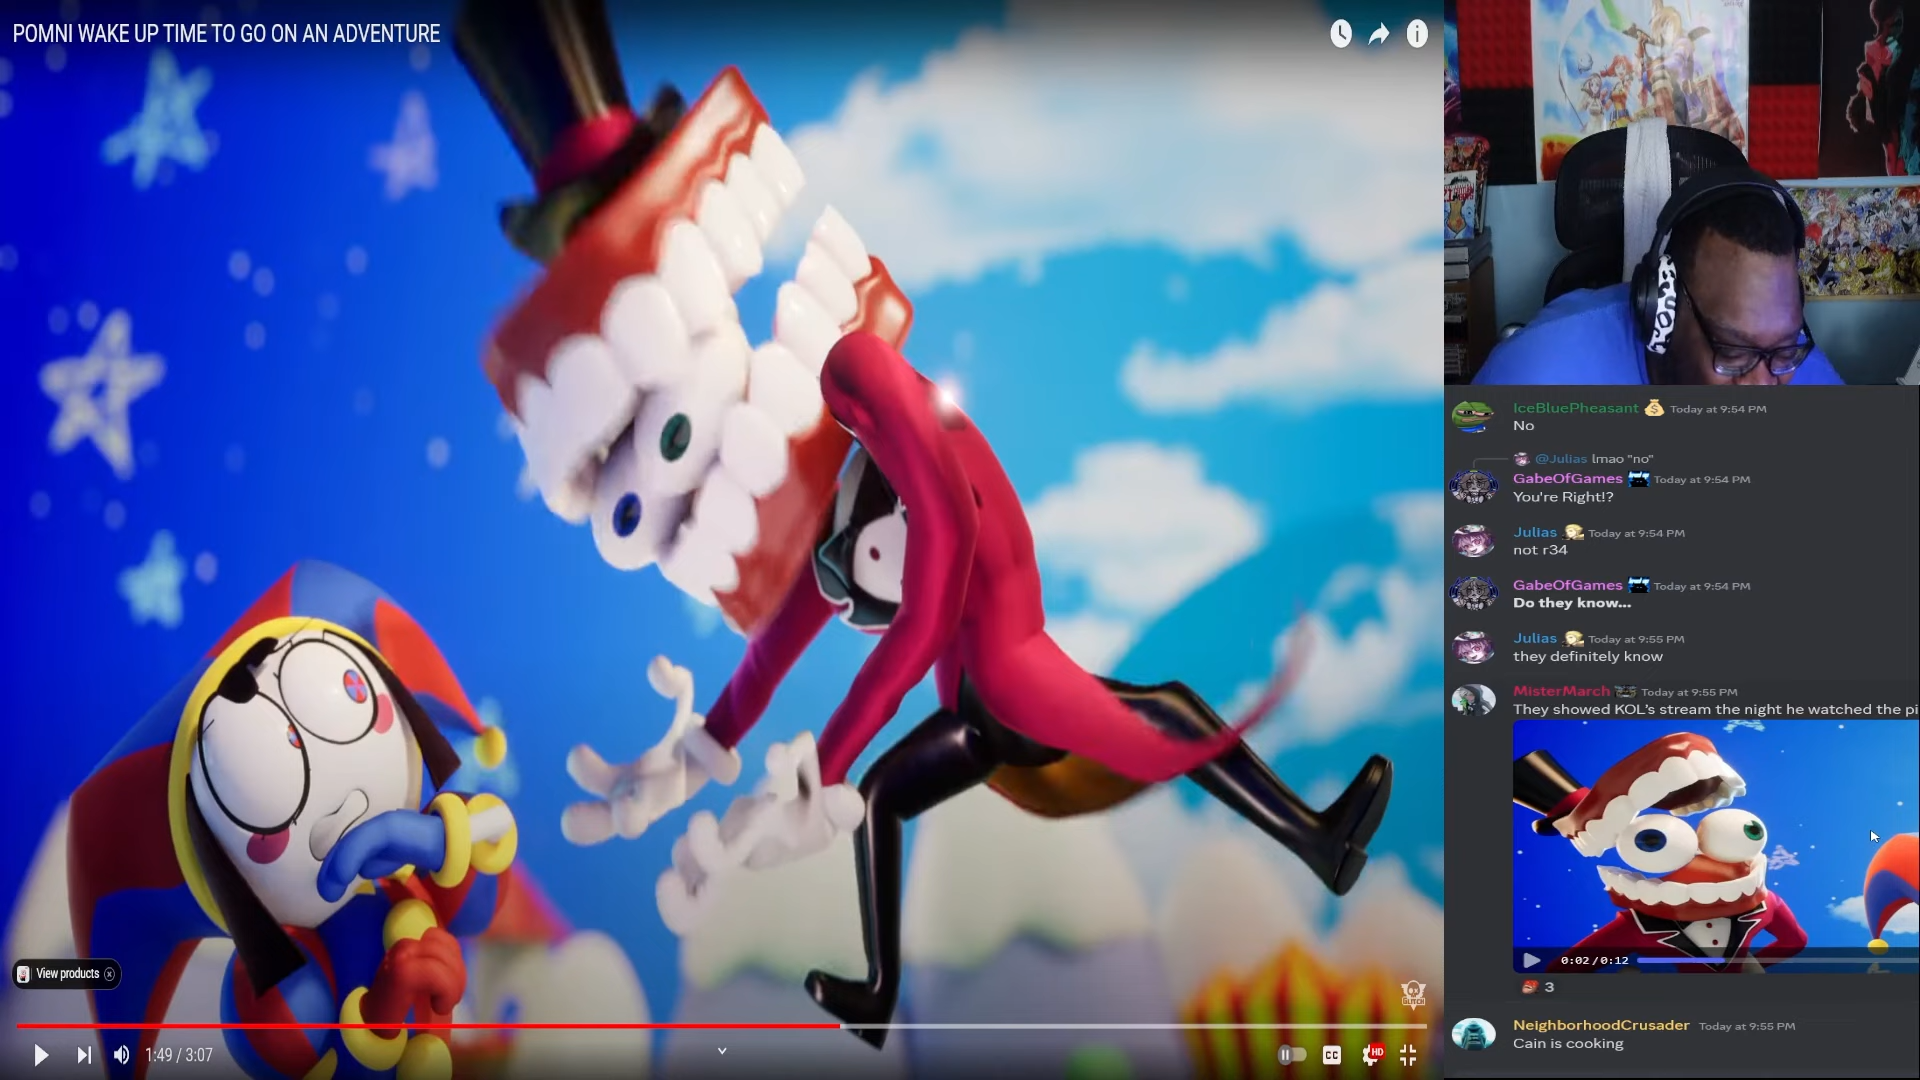 POMNI WAKE UP TIME TO GO ON AN ADVENTURE
View products
GLITCH
1:49 / 3:07
CC
HD
IceBluePheasant Today at 9:54 PM
No
@Julias lmao "no"
GabeOfGames Today at 9:54 PM
You're Right!?
Julias Today at 9:54 PM
not r34
GabeOfGames Today at 9:54 PM
Do they know...
Julias Today at 9:55 PM
they definitely know
MisterMarch Today at 9:55 PM
They showed KOL's stream the night he watched the pi
0:02 / 0:12
3
NeighborhoodCrusader Today at 9:55 PM
Cain is cooking